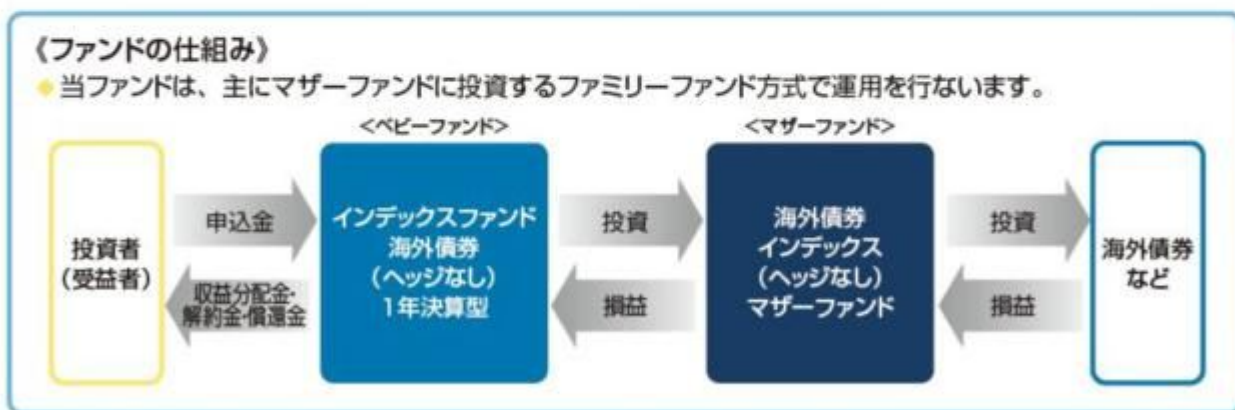 《ファンドの仕組み》
当ファンドは、主にマザーファンドに投資するファミリーファンド方式で運用を行ないます。
<ベビーファンド>
<マザーファンド>
投資者
(受益者)
申込金
収益分配金・
解約金・償還金
インデックスファンド
海外債券
(ヘッジなし)
1年決算型
投資
損益
海外債券
インデックス
(ヘッジなし)
マザーファンド
投資
損益
海外債券
など